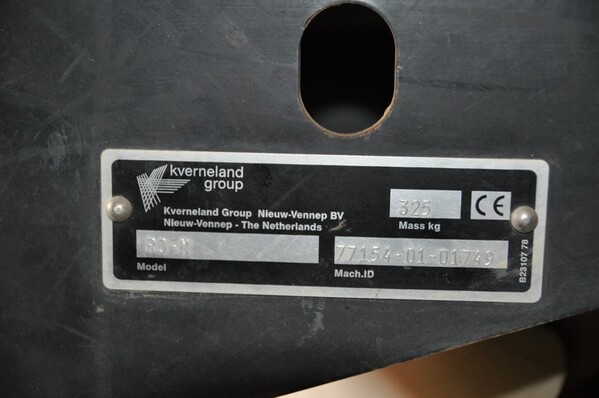 kverneland
group
Kverneland Group Nieuw-Vennep BV
Nieuw-Vennep - The Netherlands
325
CE
Mass kg
RO-M
77154-01-01749
Model
Mach.ID
B23107 78